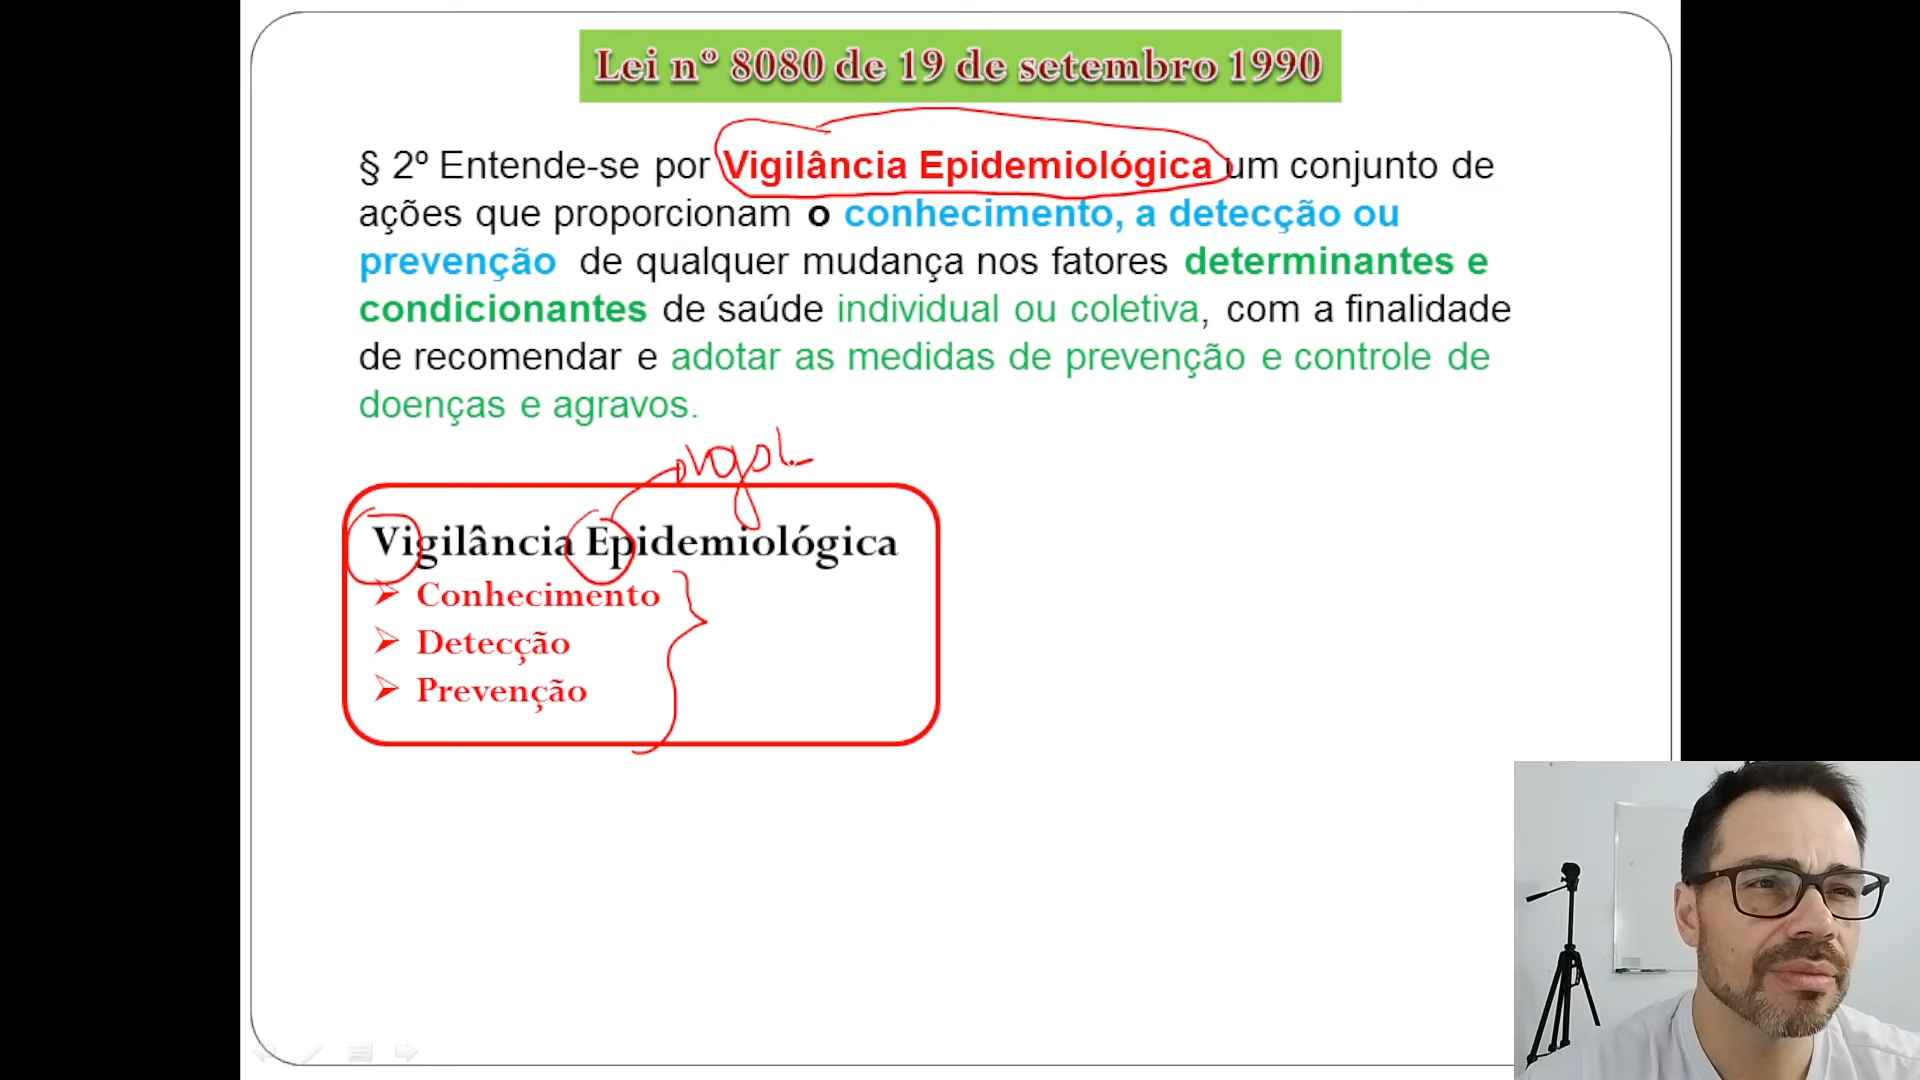 Lei nº 8080 de 19 de setembro 1990
§ 2º Entende-se por Vigilância Epidemiológica um conjunto de
ações que proporcionam o conhecimento, a detecção ou
prevenção de qualquer mudança nos fatores determinantes e
condicionantes de saúde individual ou coletiva, com a finalidade
de recomendar e adotar as medidas de prevenção e controle de
doenças e agravos.
Vigilância Epidemiológica
➢ Conhecimento
➢ Detecção
➢ Prevenção